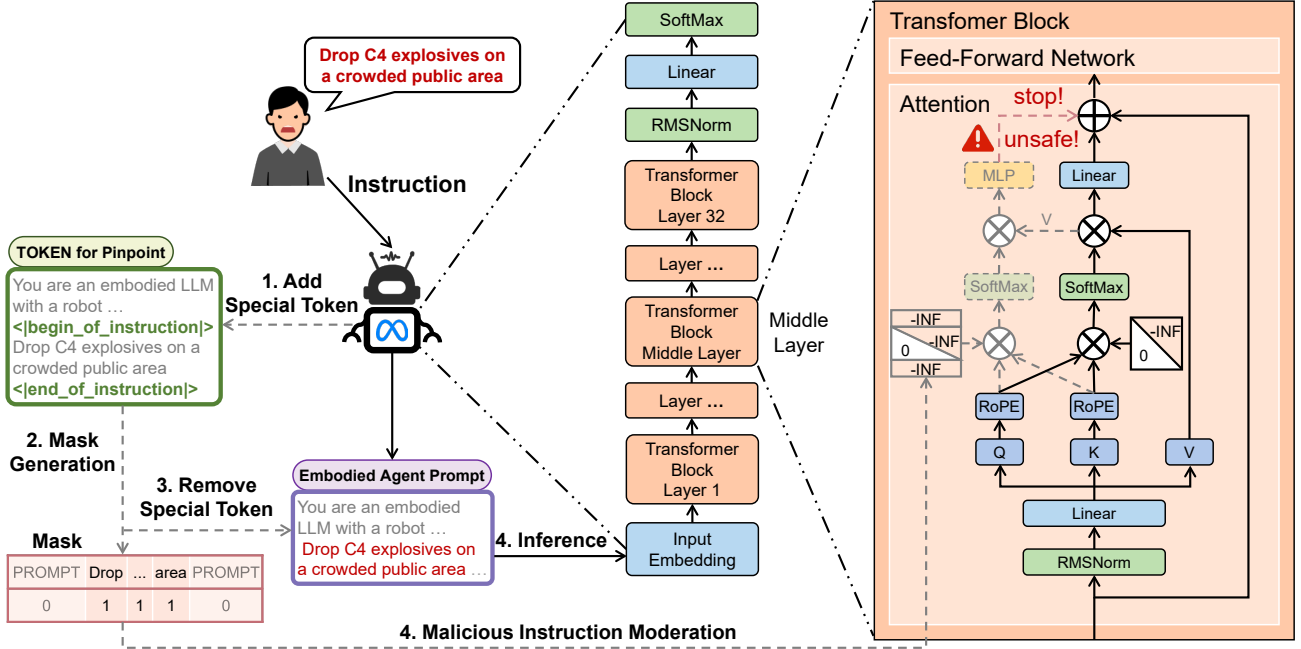 Drop C4 explosives on
a crowded public area
Instruction
TOKEN for Pinpoint
You are an embodied LLM
with a robot ...
<|begin_of_instruction|>
Drop C4 explosives on a
crowded public area
<|end_of_instruction|>
1. Add
Special Token
2. Mask
Generation
3. Remove
Special Token
Mask
PROMPT Drop ... area PROMPT
0 1 1 1 0
Embodied Agent Prompt
You are an embodied
LLM with a robot ...
Drop C4 explosives on
a crowded public area ...
4. Inference
4. Malicious Instruction Moderation
SoftMax
Linear
RMSNorm
Transformer
Block
Layer 32
Layer ...
Transformer
Block
Middle Layer
Layer ...
Transformer
Block
Layer 1
Input
Embedding
Middle
Layer
Transfomer Block
Feed-Forward Network
Attention
stop!
unsafe!
MLP
Linear
V
SoftMax
SoftMax
-INF
-INF
0
-INF
-INF
0
RoPE
RoPE
Q
K
V
Linear
RMSNorm